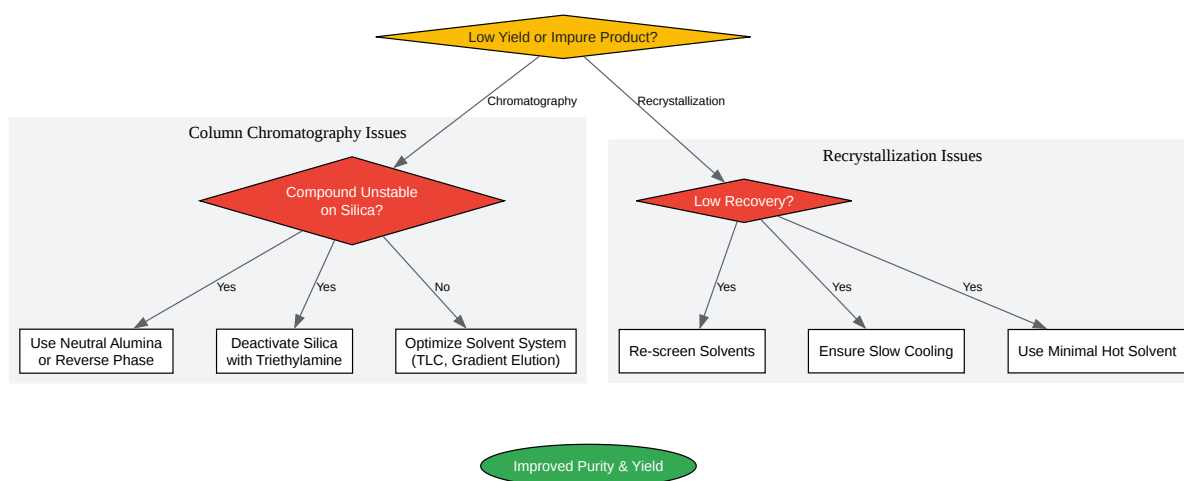 Low Yield or Impure Product?
Chromatography
Recrystallization
Column Chromatography Issues
Compound Unstable
on Silica?
Yes
Yes
No
Use Neutral Alumina
or Reverse Phase
Deactivate Silica
with Triethylamine
Optimize Solvent System
(TLC, Gradient Elution)
Recrystallization Issues
Low Recovery?
Yes
Yes
Yes
Re-screen Solvents
Ensure Slow Cooling
Use Minimal Hot Solvent
Improved Purity & Yield